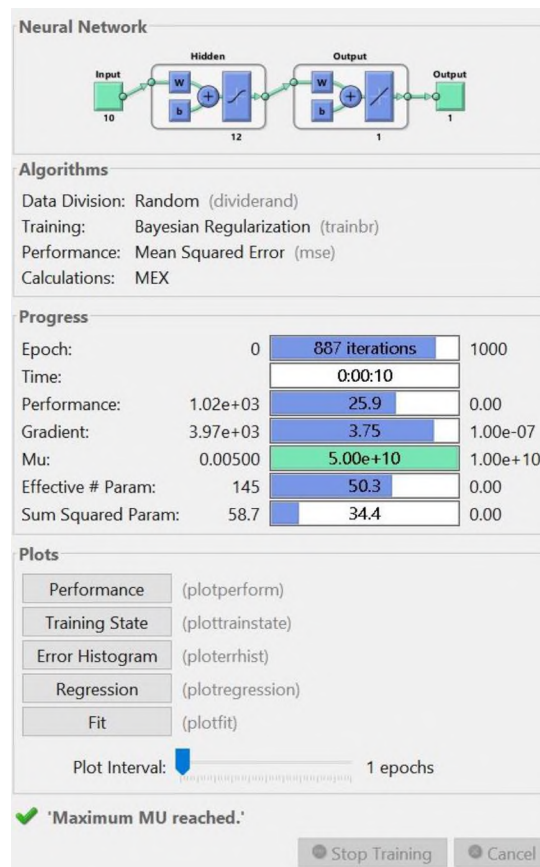 Neural Network
Hidden
Output
Input
W
b
+
W
b
+
Output
10
12
1
1
Algorithms
Data Division: Random (dividerand)
Training: Bayesian Regularization (trainbr)
Performance: Mean Squared Error (mse)
Calculations: MEX
Progress
Epoch: 0 887 iterations 1000
Time: 0:00:10
Performance: 1.02e+03 25.9 0.00
Gradient: 3.97e+03 3.75 1.00e-07
Mu: 0.00500 5.00e+10 1.00e+10
Effective # Param: 145 50.3 0.00
Sum Squared Param: 58.7 34.4 0.00
Plots
Performance (plotperform)
Training State (plottrainstate)
Error Histogram (ploterrhist)
Regression (plotregression)
Fit (plotfit)
Plot Interval: 1 epochs
'Maximum MU reached.'
Stop Training Cancel